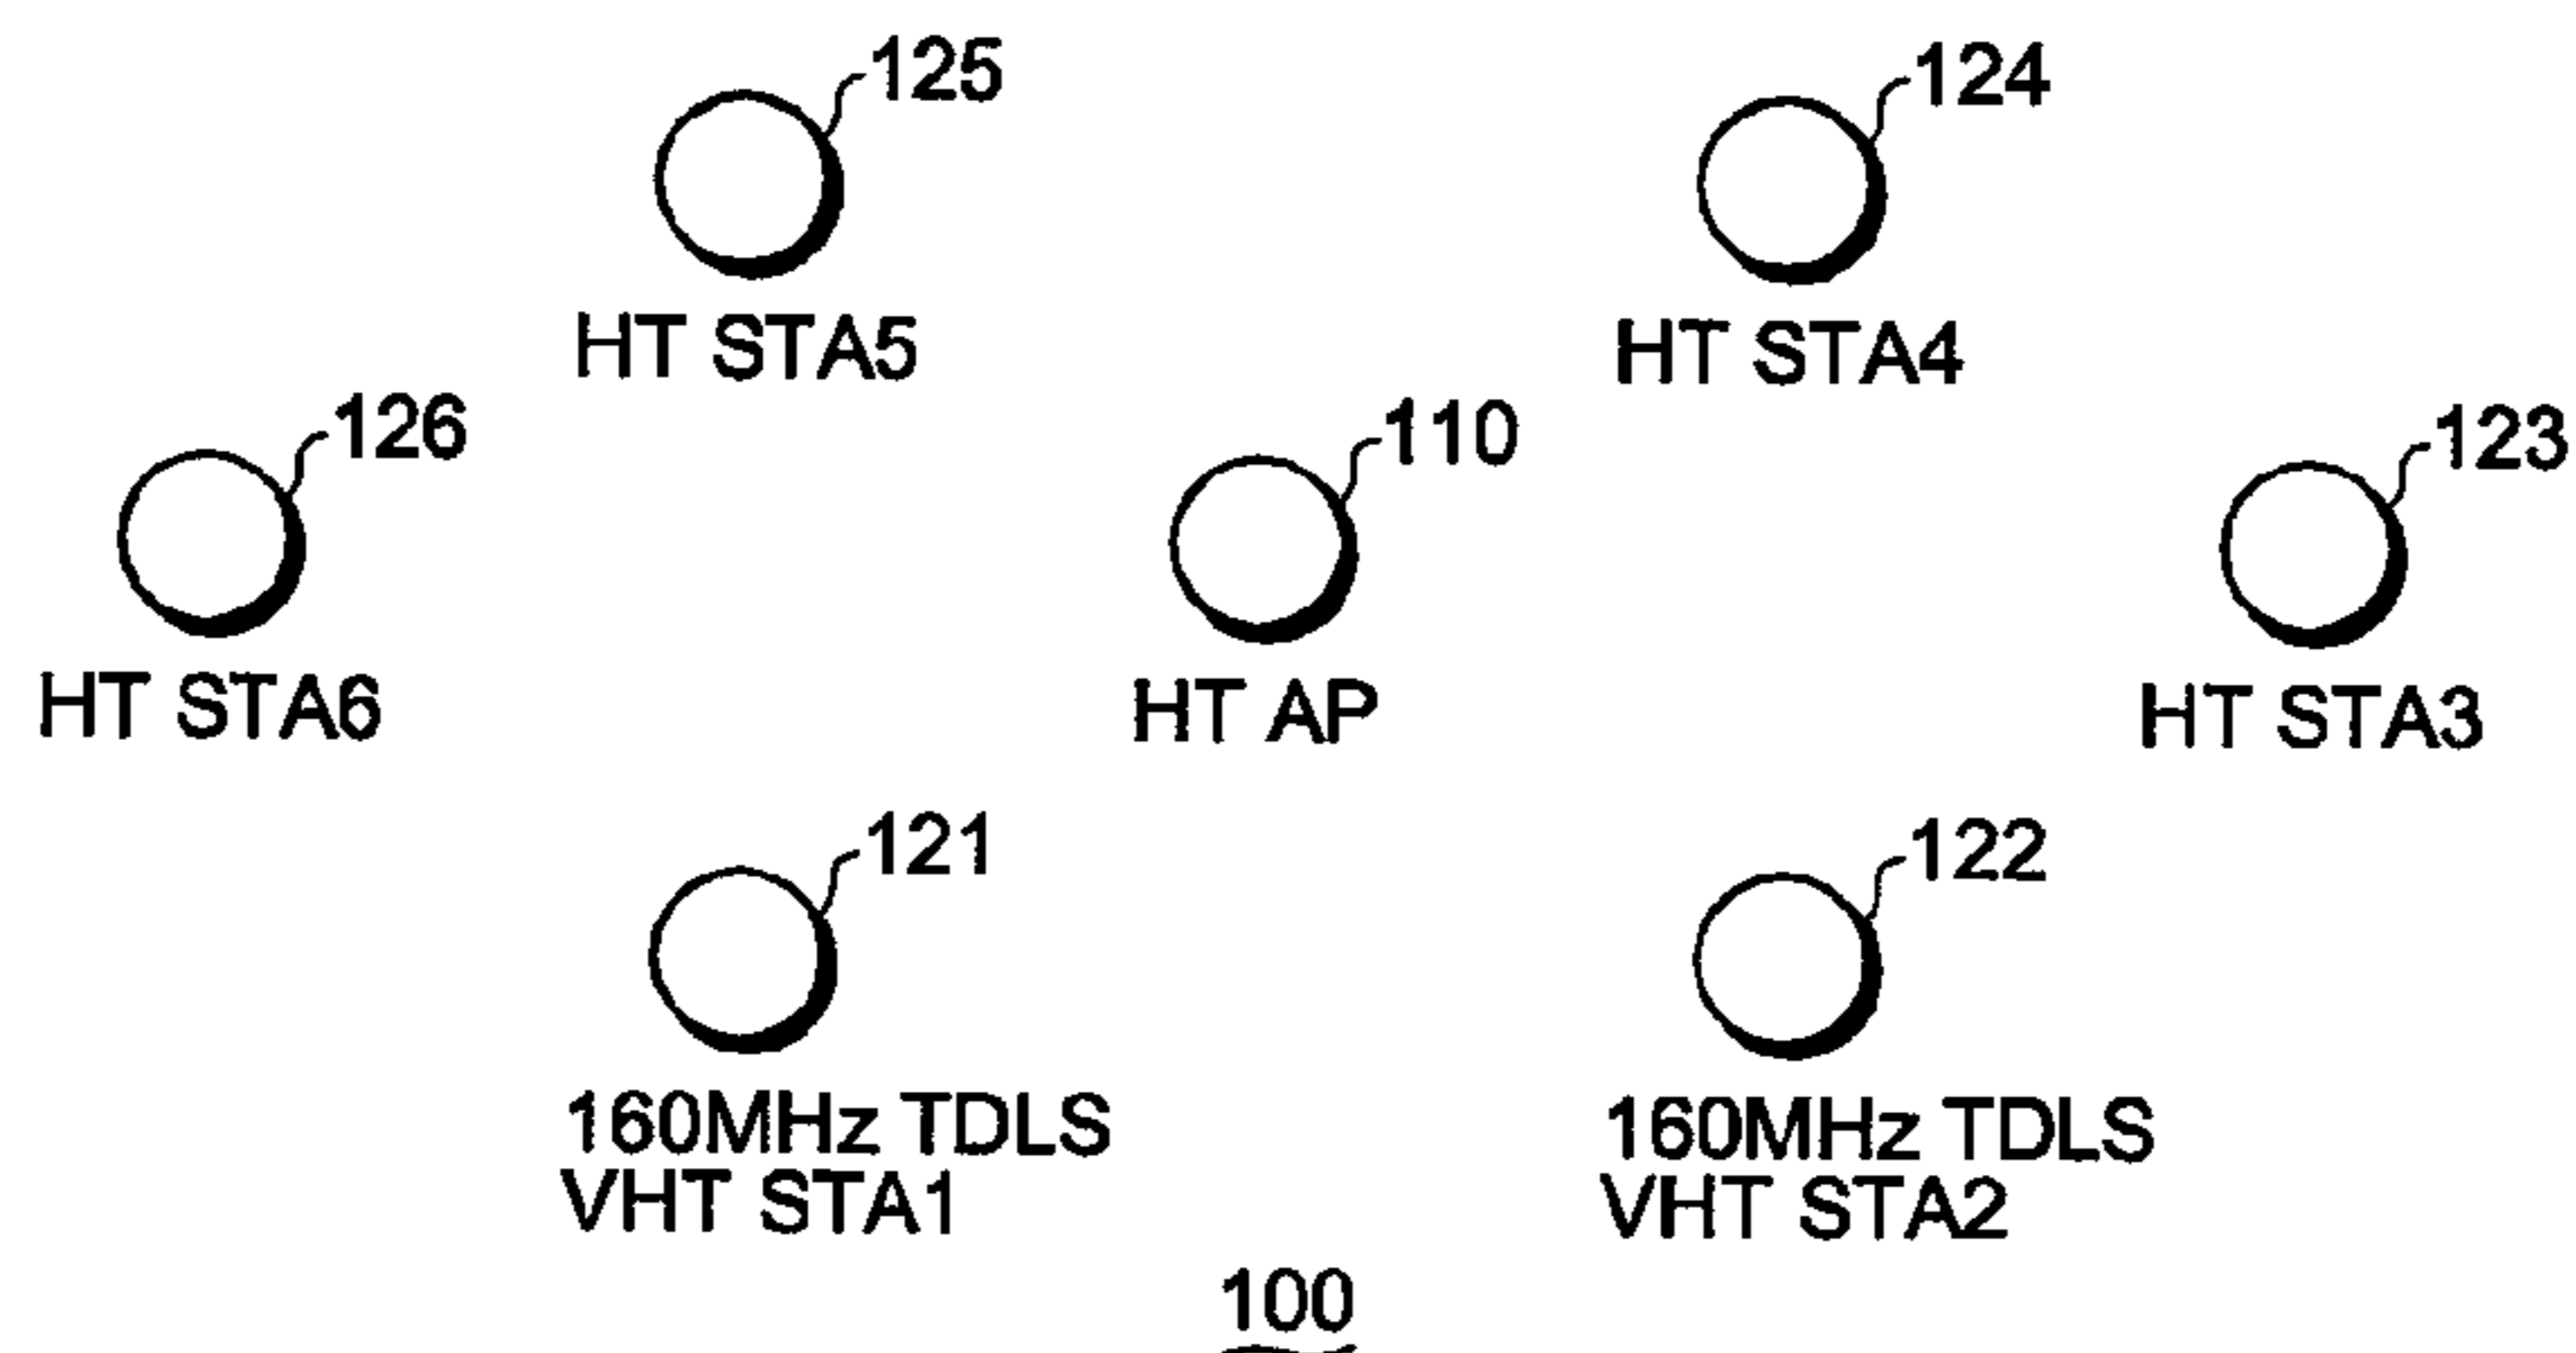 125
124
HT STA5
HT STA4
126
110
123
HT STA6
HT AP
HT STA3
121
122
160MHz TDLS
VHT STA1
160MHz TDLS
VHT STA2
100